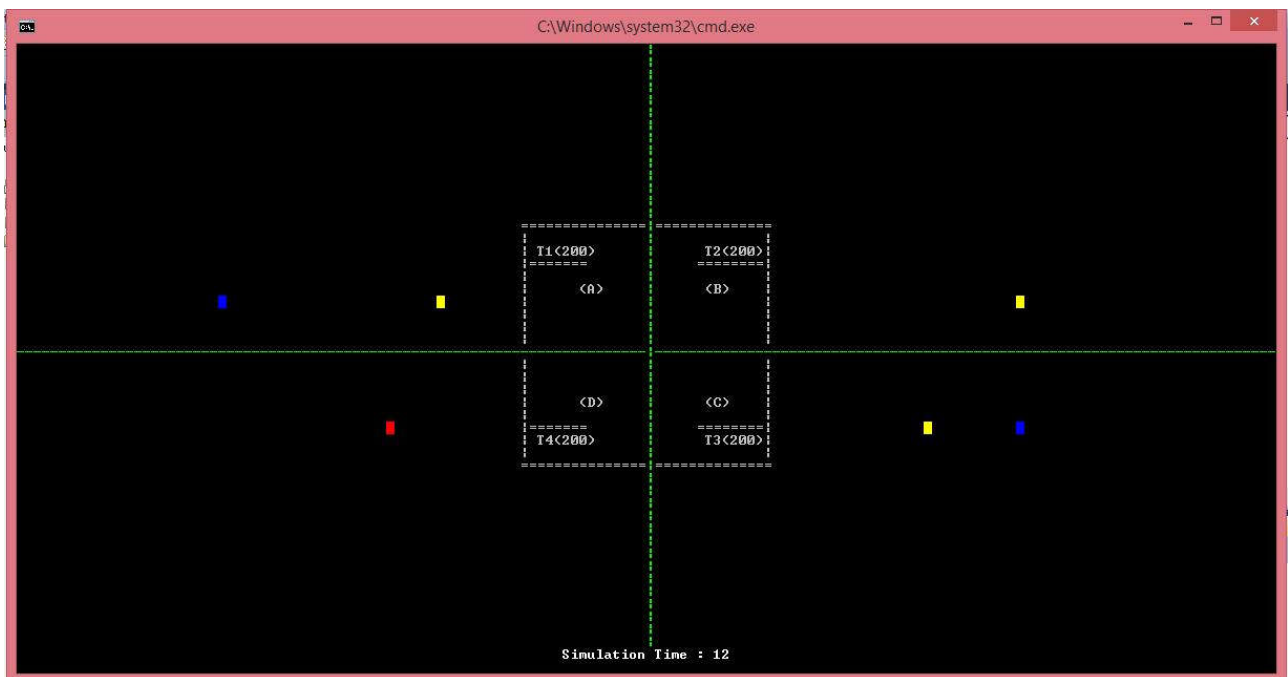 C:\Windows\system32\cmd.exe
T1(200) T2(200)
(A) (B)
(D) (C)
T4(200) T3(200)
Simulation Time : 12